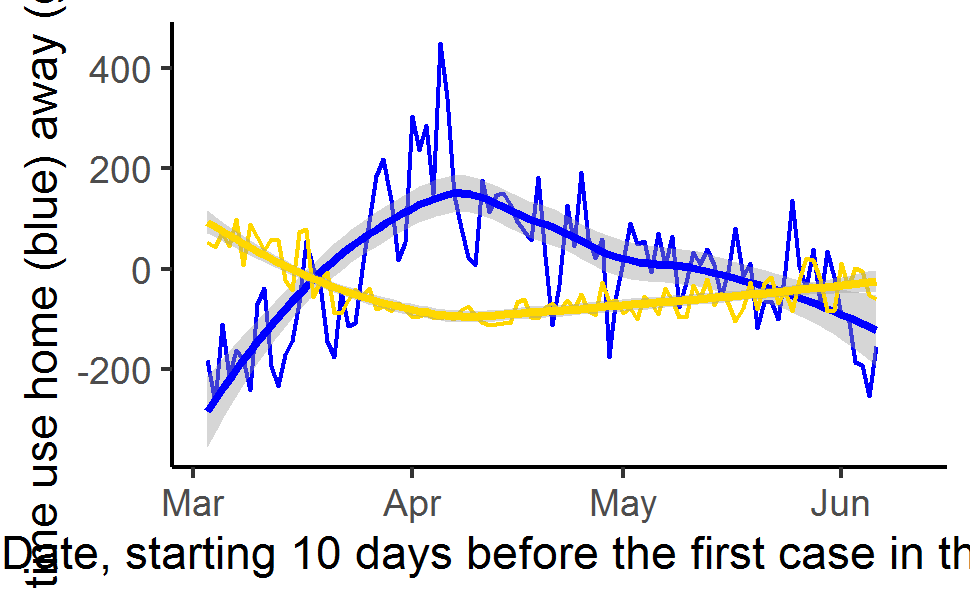 time use home (blue) away (
400
200
0
-200
Mar Apr May Jun
Date, starting 10 days before the first case in th